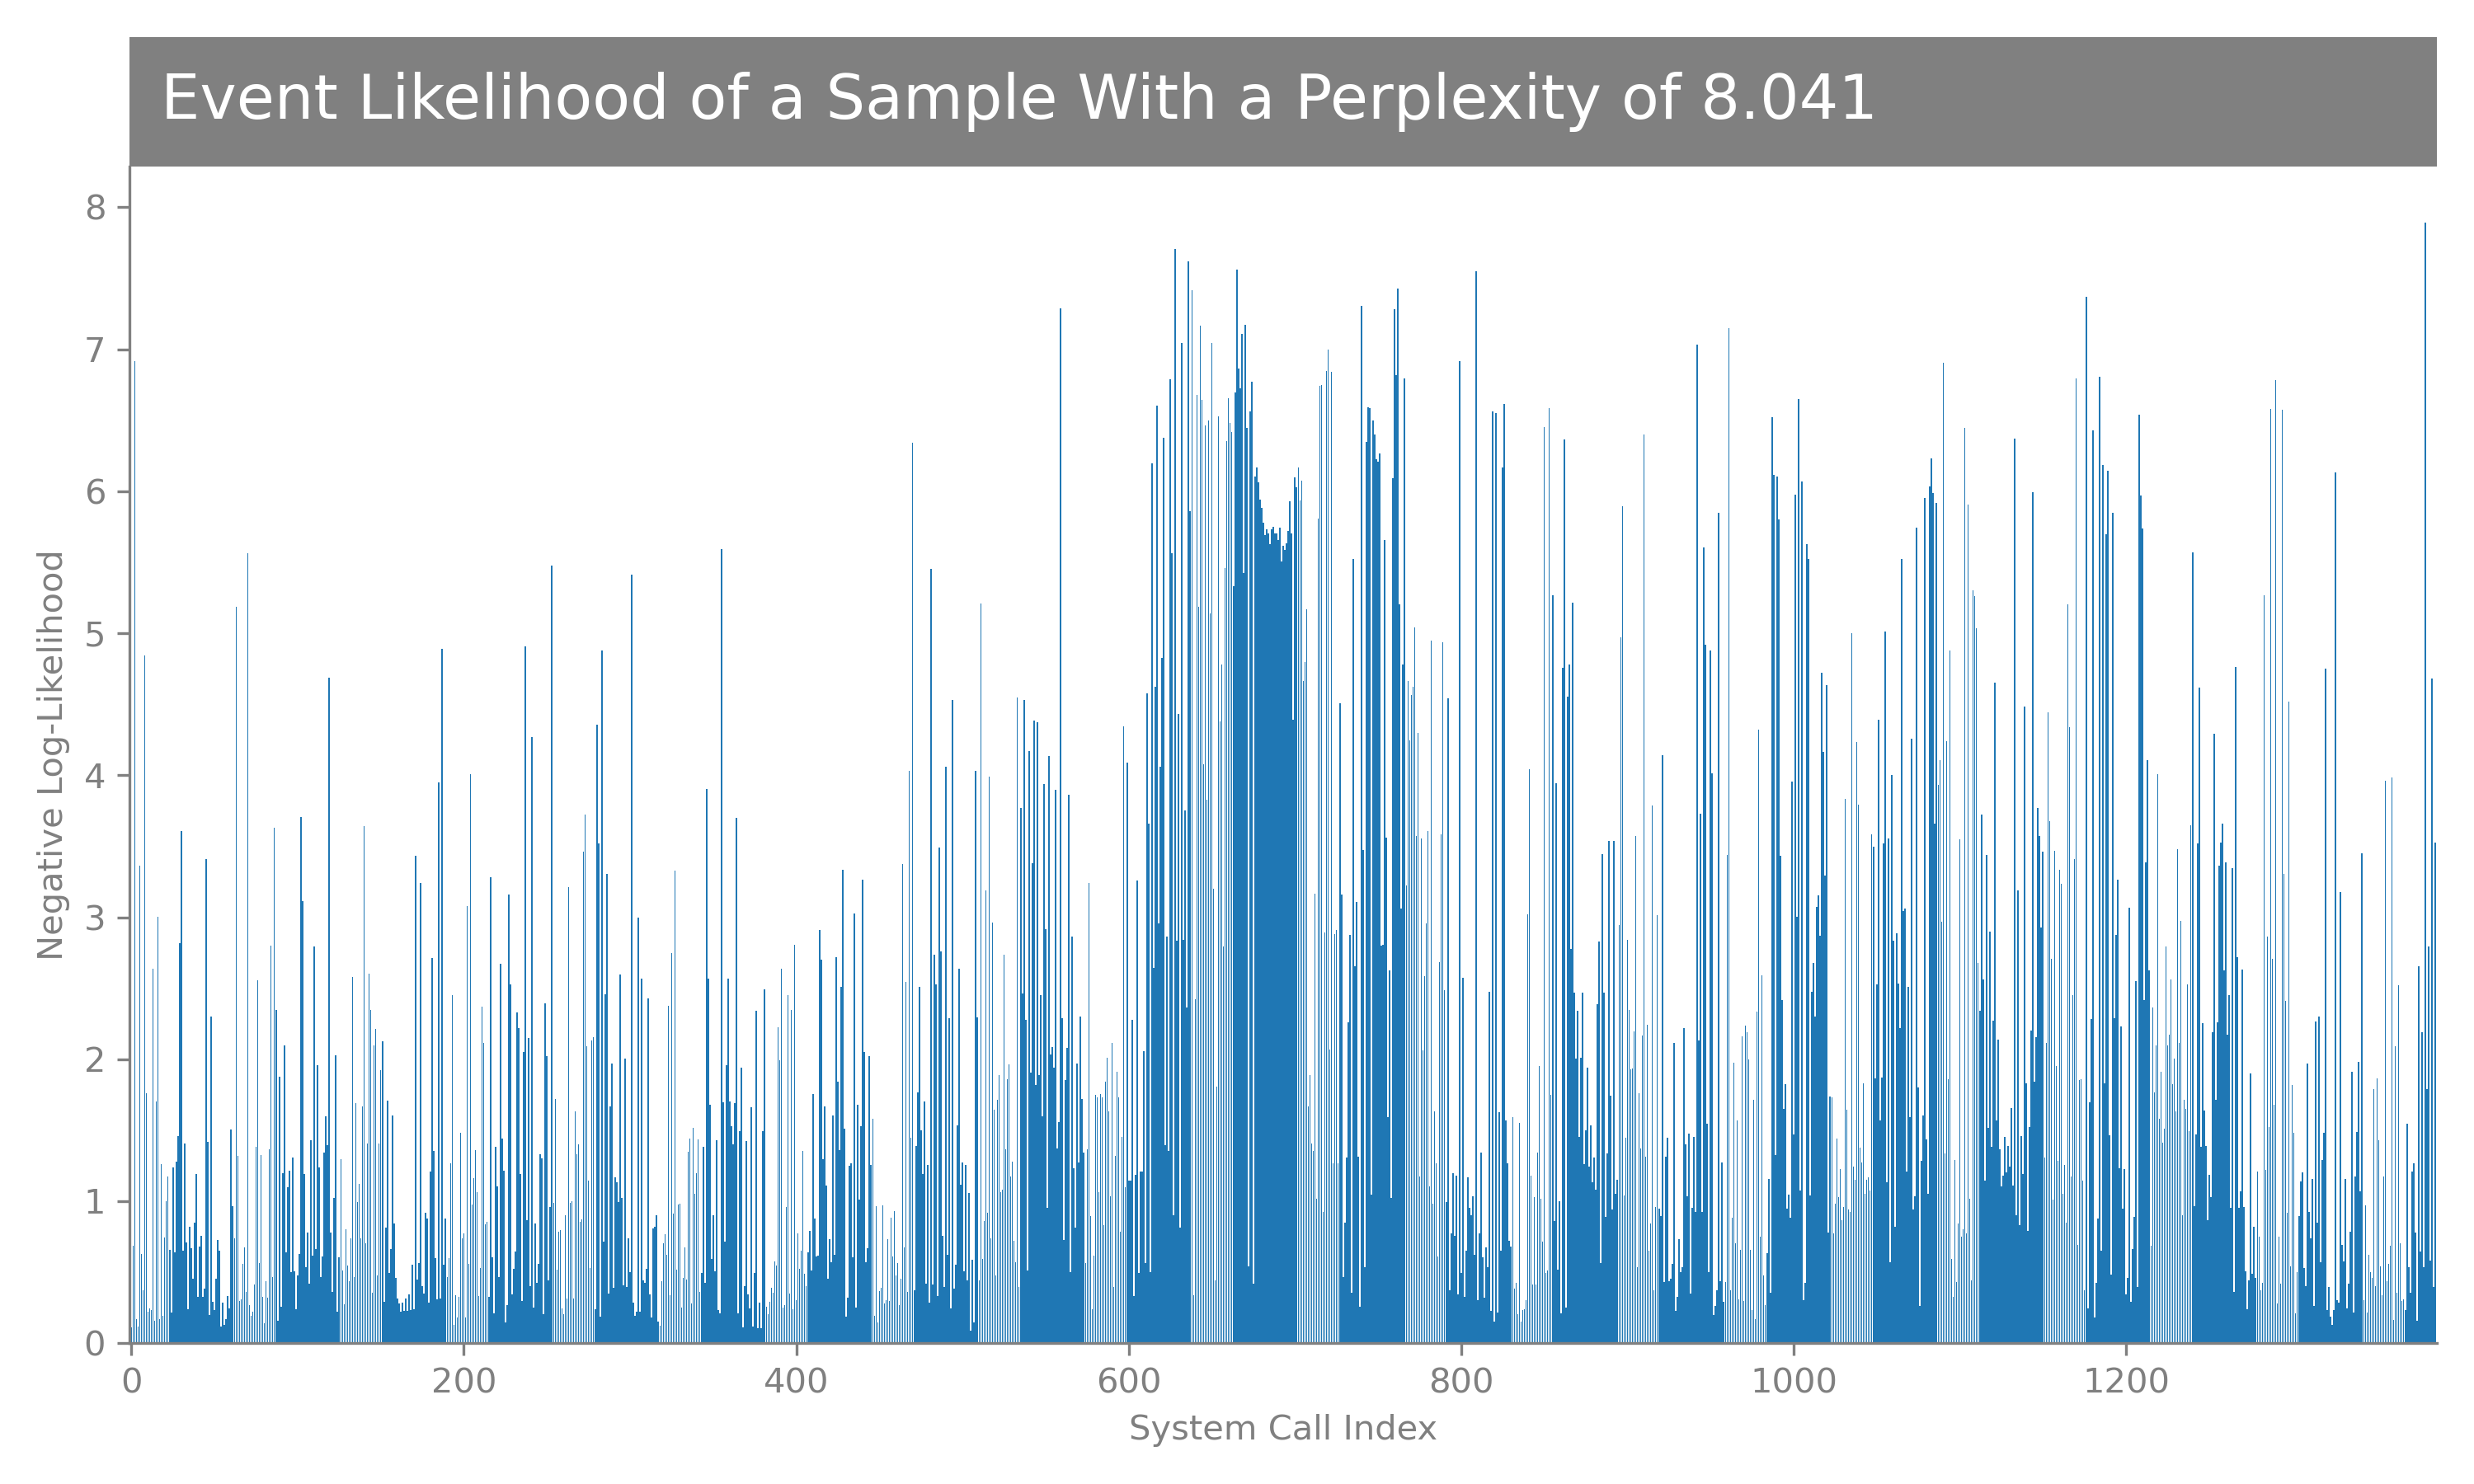 Event Likelihood of a Sample With a Perplexity of 8.041
8
7
6
5
4
3
2
1
0
Negative Log-Likelihood
0 200 400 600 800 1000 1200
System Call Index